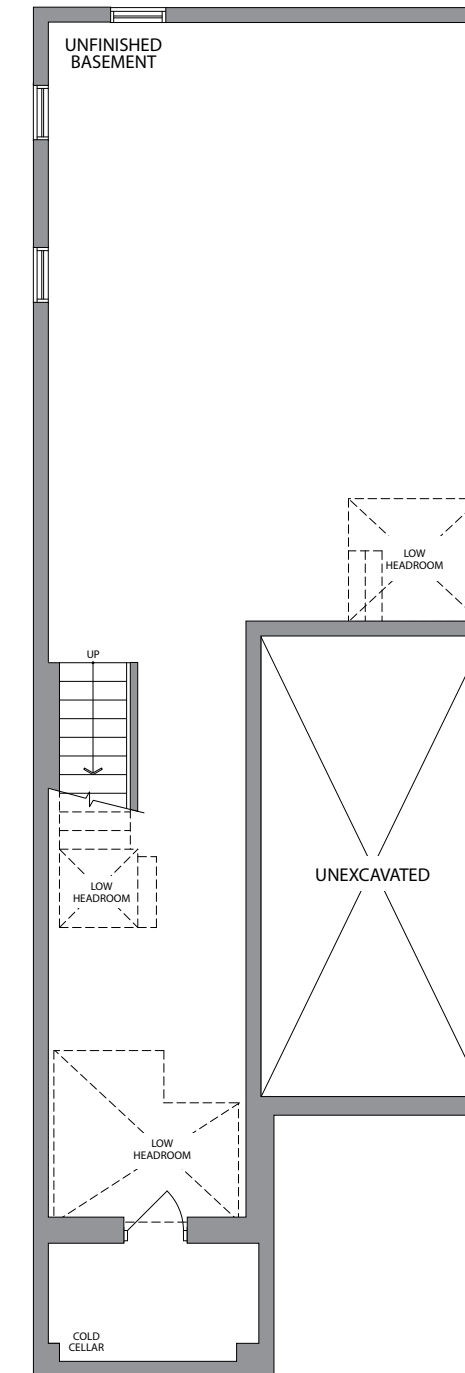 UNFINISHED
BASEMENT
LOW
HEADROOM
UP
UNEXCAVATED
LOW
HEADROOM
LOW
HEADROOM
COLD
CELLAR